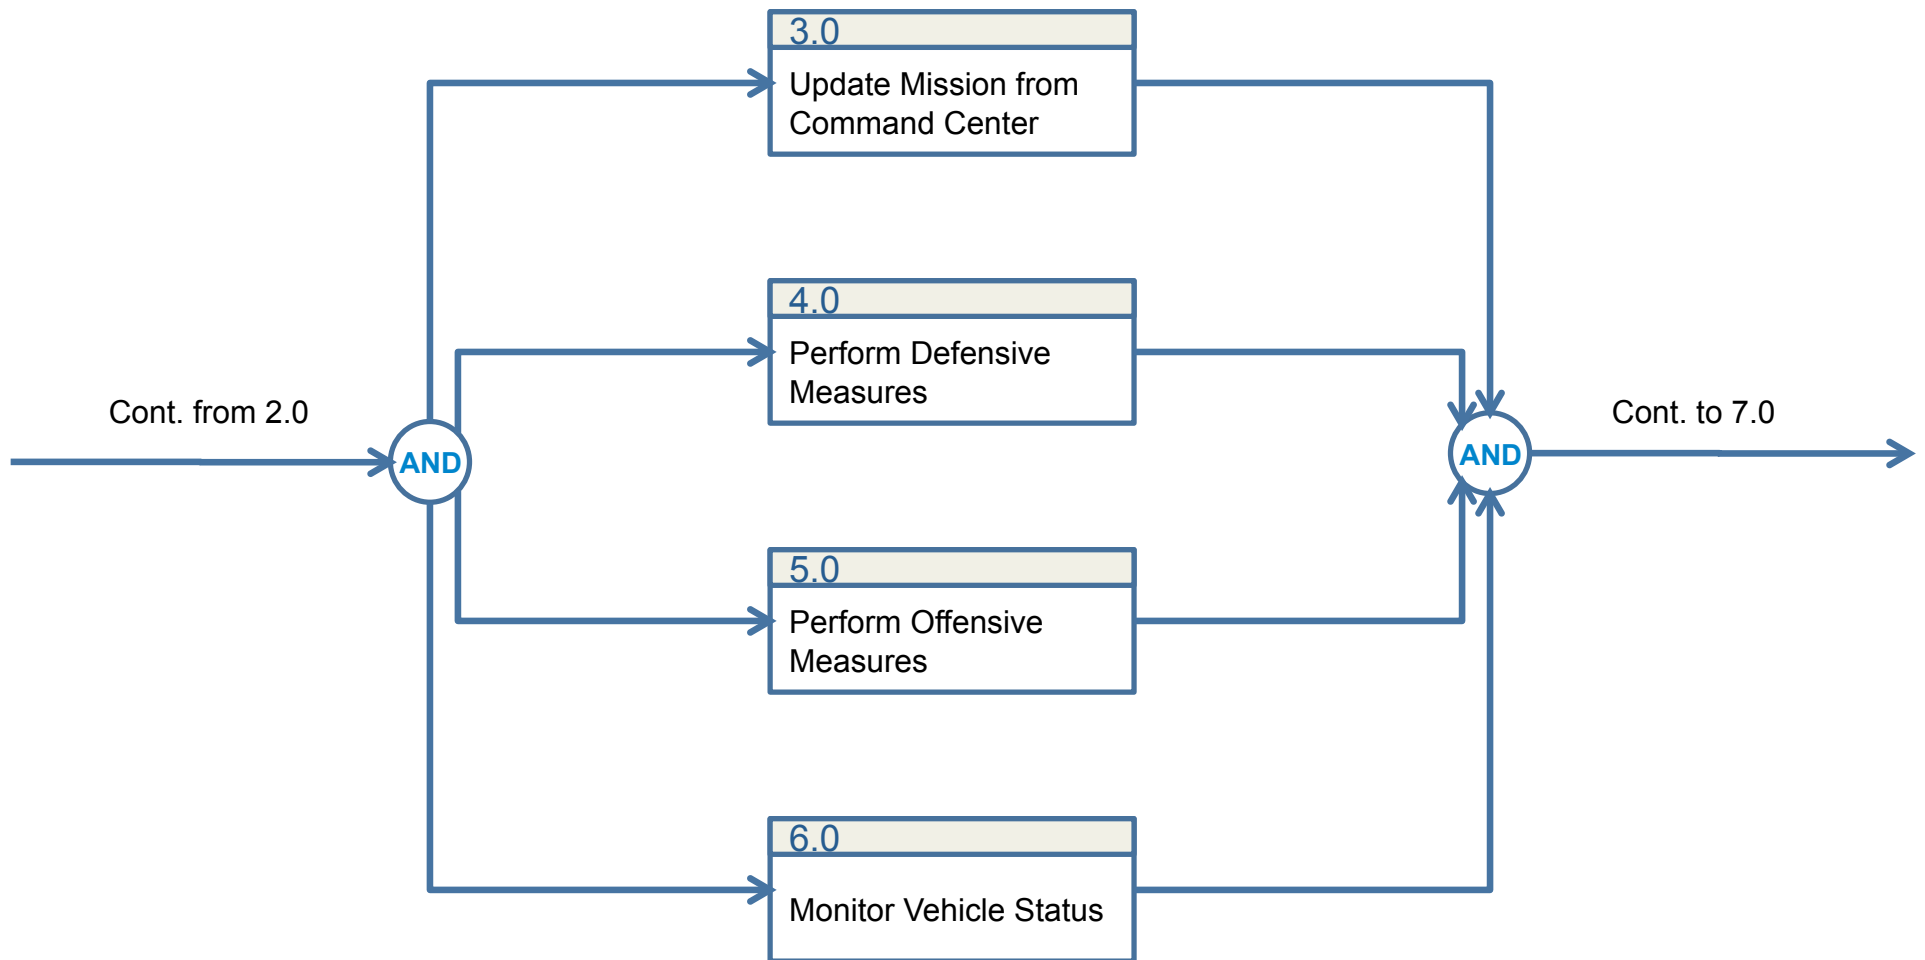 3.0
Update Mission from
Command Center
4.0
Perform Defensive
Measures
Cont. from 2.0
AND
AND
Cont. to 7.0
5.0
Perform Offensive
Measures
6.0
Monitor Vehicle Status